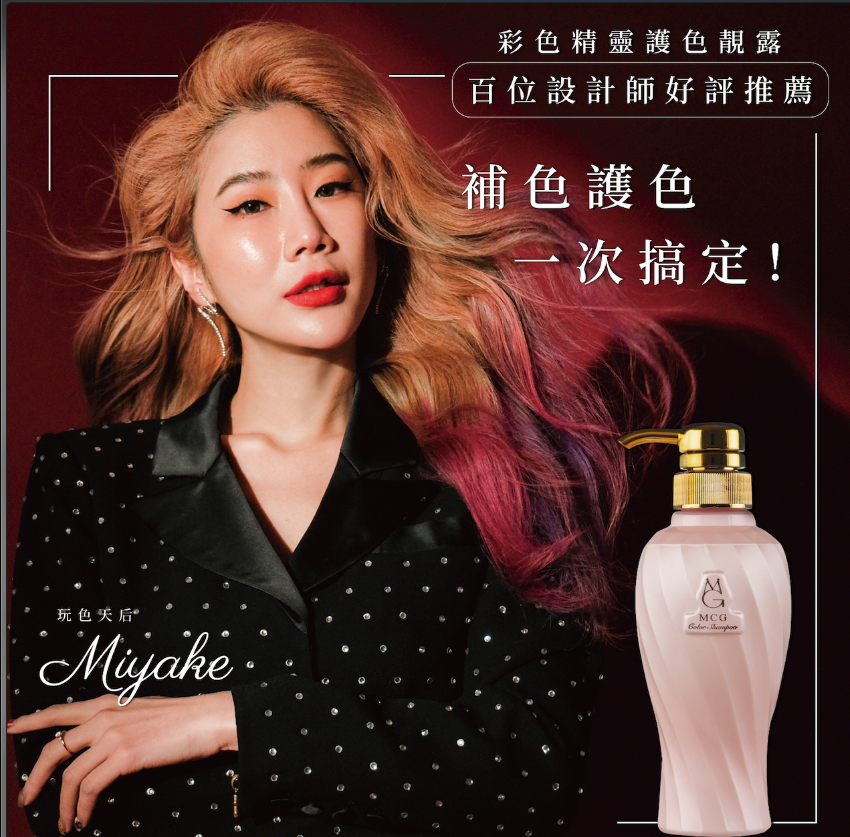 彩色精靈護色靚露
百位設計師好評推薦
補色護色
一次搞定!
玩色天后
Miyake
MG
MCG
Color Shampoo